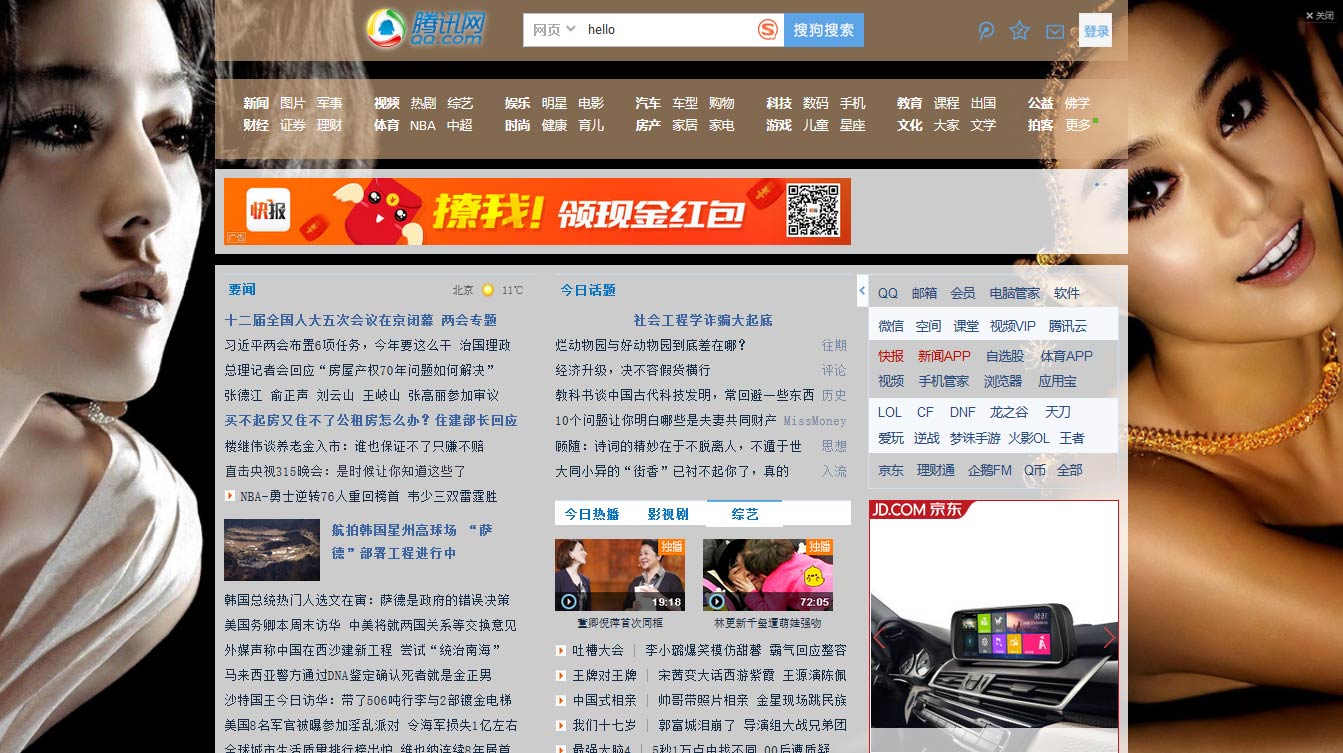 × 关闭
腾讯网
QQ.com
网页 hello 搜狗搜索
登录
新闻 图片 军事 视频 热剧 综艺 娱乐 明星 电影 汽车 车型 购物 科技 数码 手机 教育 课程 出国 公益 佛学
财经 证券 理财 体育 NBA 中超 时尚 健康 育儿 房产 家居 家电 游戏 儿童 星座 文化 大家 文学 拍客 更多
快报 撩我! 领现金红包
广告
要闻 北京 11℃
十二届全国人大五次会议在京闭幕 两会专题
习近平两会布置6项任务，今年要这么干 治国理政
总理记者会回应“房屋产权70年问题如何解决”
张德江 俞正声 刘云山 王岐山 张高丽参加审议
买不起房又住不了公租房怎么办？住建部长回应
楼继伟谈养老金入市：谁也保证不了只赚不赔
直击央视315晚会：是时候让你知道这些了
NBA-勇士逆转76人重回榜首 韦少三双雷霆胜
航拍韩国星州高球场 “萨
德”部署工程进行中
韩国总统热门人选文在寅：萨德是政府的错误决策
美国务卿本周末访华 中美将就两国关系等交换意见
外媒声称中国在西沙建新工程 尝试“统治南海”
马来西亚警方通过DNA鉴定确认死者就是金正男
沙特国王今日访华：带了506吨行李与2部镀金电梯
美国8名军官被曝参加淫乱派对 令海军损失1亿左右
全球城市生活质量排行榜出炉 维也纳连续8年居首
今日话题
社会工程学诈骗大起底
烂动物园与好动物园到底差在哪？ 往期
经济升级，决不容假货横行 评论
教科书谈中国古代科技发明，常回避一些东西 历史
10个问题让你明白哪些是夫妻共同财产 MissMoney
顾随：诗词的精妙在于不脱离人，不遁于世 思想
大同小异的“街香”已衬不起你了，真的 入流
今日热播 影视剧 综艺
独播
19:18
董卿倪萍首次同框
独播
72:05
林更新千玺遭萌娃强吻
吐槽大会｜李小璐爆笑模仿甜馨 霸气回应整容
王牌对王牌｜宋茜变大话西游紫霞 王源演陈佩
中国式相亲｜帅哥带照片相亲 金星现场跳民族
我们十七岁｜郭富城泪崩了 导演组大战兄弟团
最强大脑4｜5秒1万点中找不同 00后遭质疑
QQ 邮箱 会员 电脑管家 软件
微信 空间 课堂 视频VIP 腾讯云
快报 新闻APP 自选股 体育APP
视频 手机管家 浏览器 应用宝
LOL CF DNF 龙之谷 天刀
爱玩 逆战 梦诛手游 火影OL 王者
京东 理财通 企鹅FM Q币 全部
JD.COM 京东